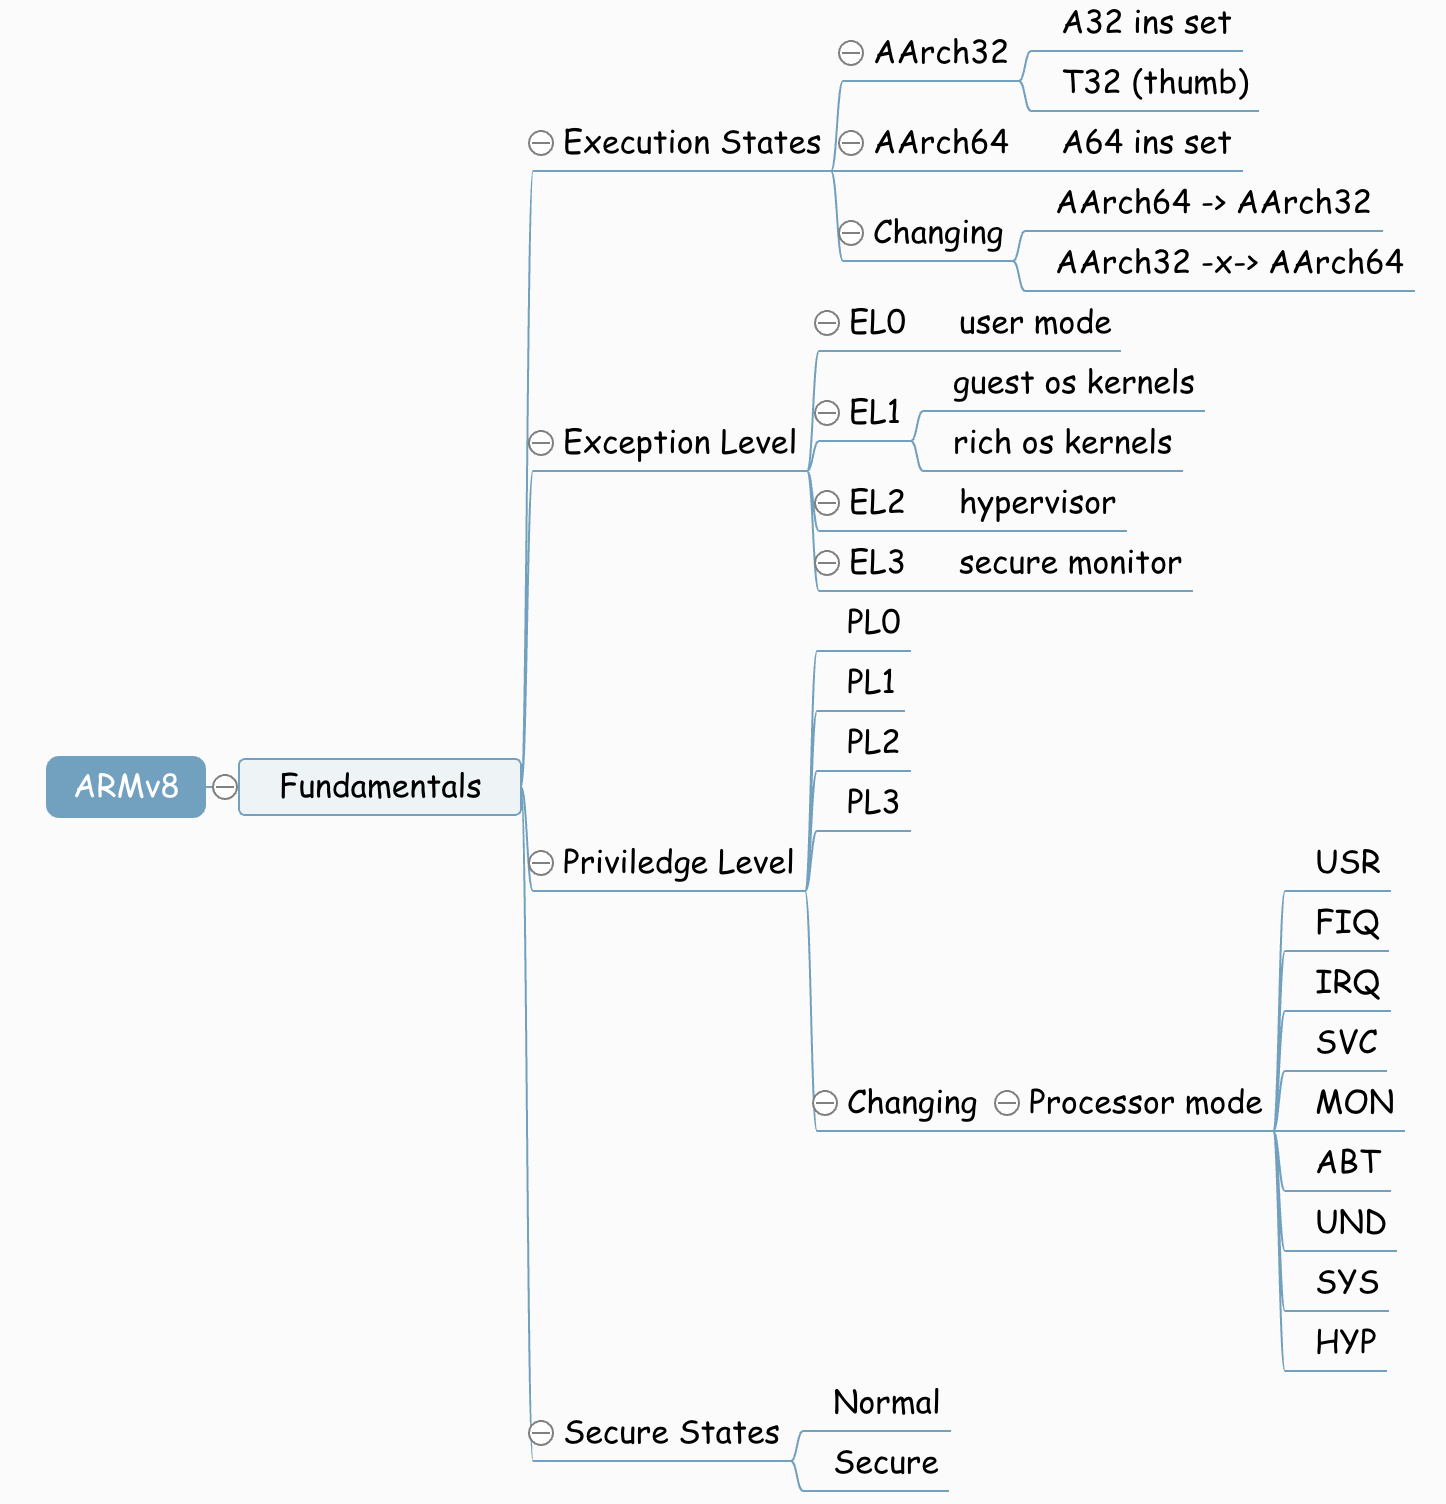 ARMv8
Fundamentals
Execution States
AArch32
A32 ins set
T32 (thumb)
AArch64
A64 ins set
Changing
AArch64 -> AArch32
AArch32 -x-> AArch64
Exception Level
EL0
user mode
EL1
guest os kernels
rich os kernels
EL2
hypervisor
EL3
secure monitor
Priviledge Level
PL0
PL1
PL2
PL3
Changing
Processor mode
USR
FIQ
IRQ
SVC
MON
ABT
UND
SYS
HYP
Secure States
Normal
Secure